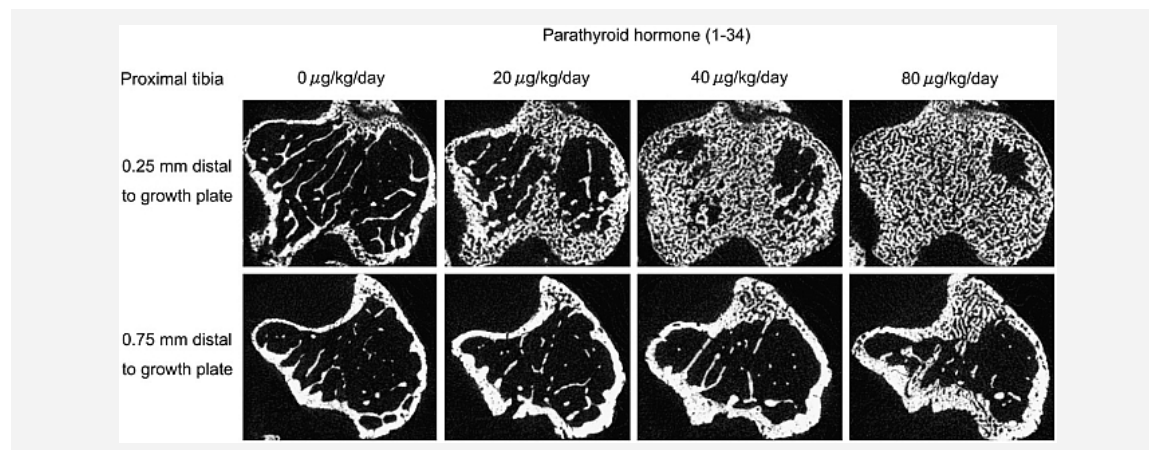 Parathyroid hormone (1-34)
Proximal tibia 0 µg/kg/day 20 µg/kg/day 40 µg/kg/day 80 µg/kg/day
0.25 mm distal
to growth plate
0.75 mm distal
to growth plate